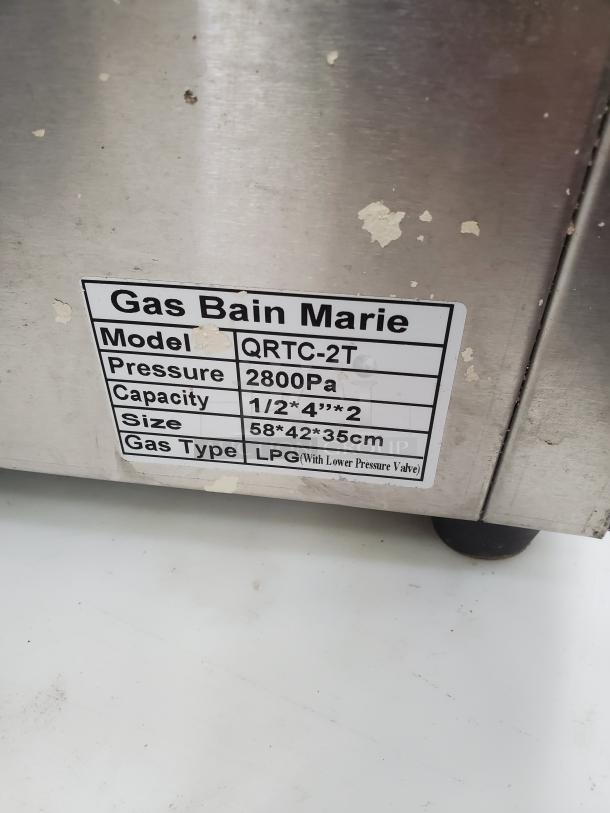 Gas Bain Marie
Model QRTC-2T
Pressure 2800Pa
Capacity 1/2*4”*2
Size 58*42*35cm
Gas Type LPG(With Lower Pressure Valve)
GROUP